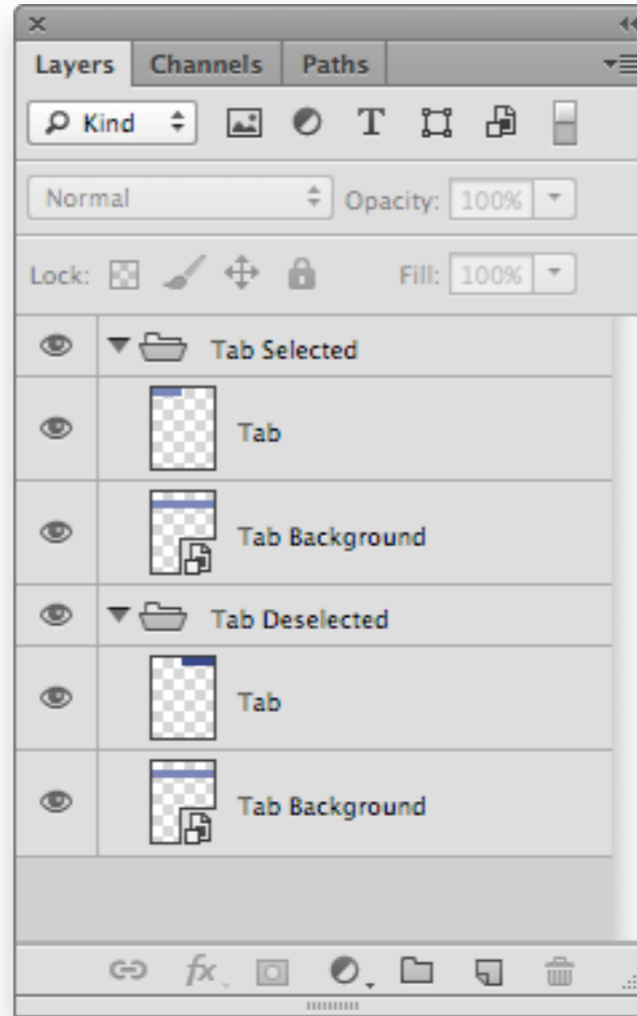 Layers Channels Paths
Kind
Normal Opacity: 100%
Lock: Fill: 100%
Tab Selected
Tab
Tab Background
Tab Deselected
Tab
Tab Background
fx